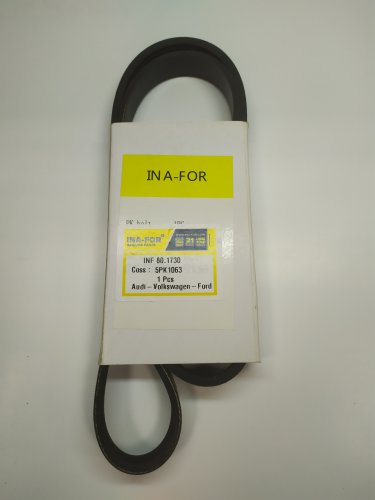 INA-FOR
INA-FOR®
INF 60.1730
Coss : 5PK1063
1 Pcs
Audi - Volkswagen - Ford